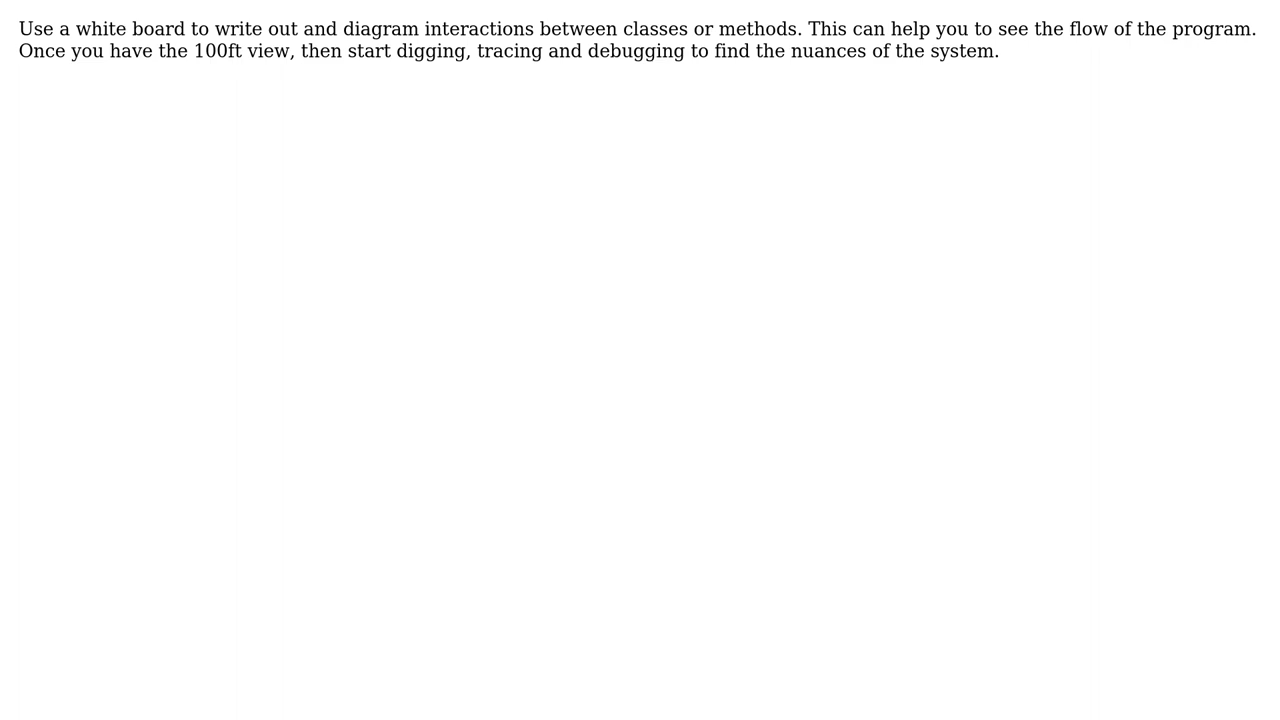 Use a white board to write out and diagram interactions between classes or methods. This can help you to see the flow of the program.
Once you have the 100ft view, then start digging, tracing and debugging to find the nuances of the system.